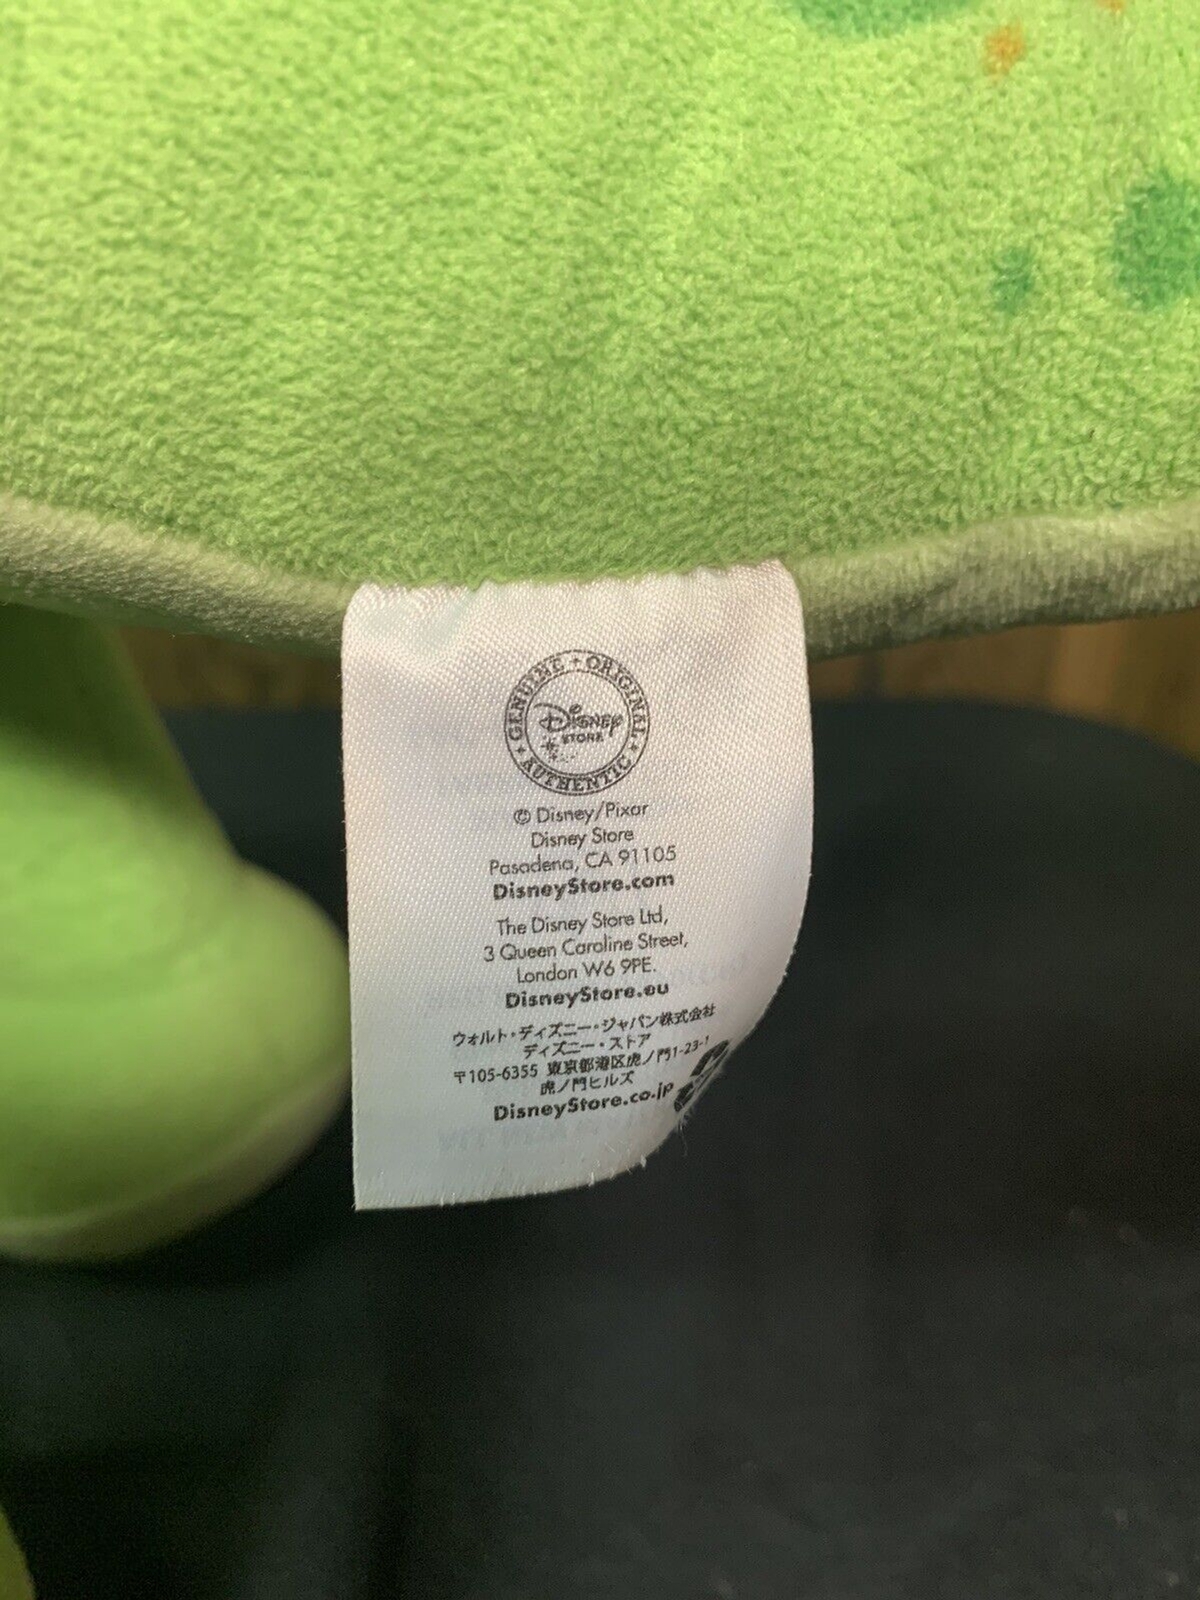 GENUINE ORIGINAL
Disney
STORE
AUTHENTIC
© Disney/Pixar
Disney Store
Pasadena, CA 91105
DisneyStore.com
The Disney Store Ltd,
3 Queen Caroline Street,
London W6 9PE.
DisneyStore.eu
ウォルト・ディズニー・ジャパン株式会社
ディズニー・ストア
〒105-6355 東京都港区虎ノ門1-23-1
虎ノ門ヒルズ
DisneyStore.co.jp